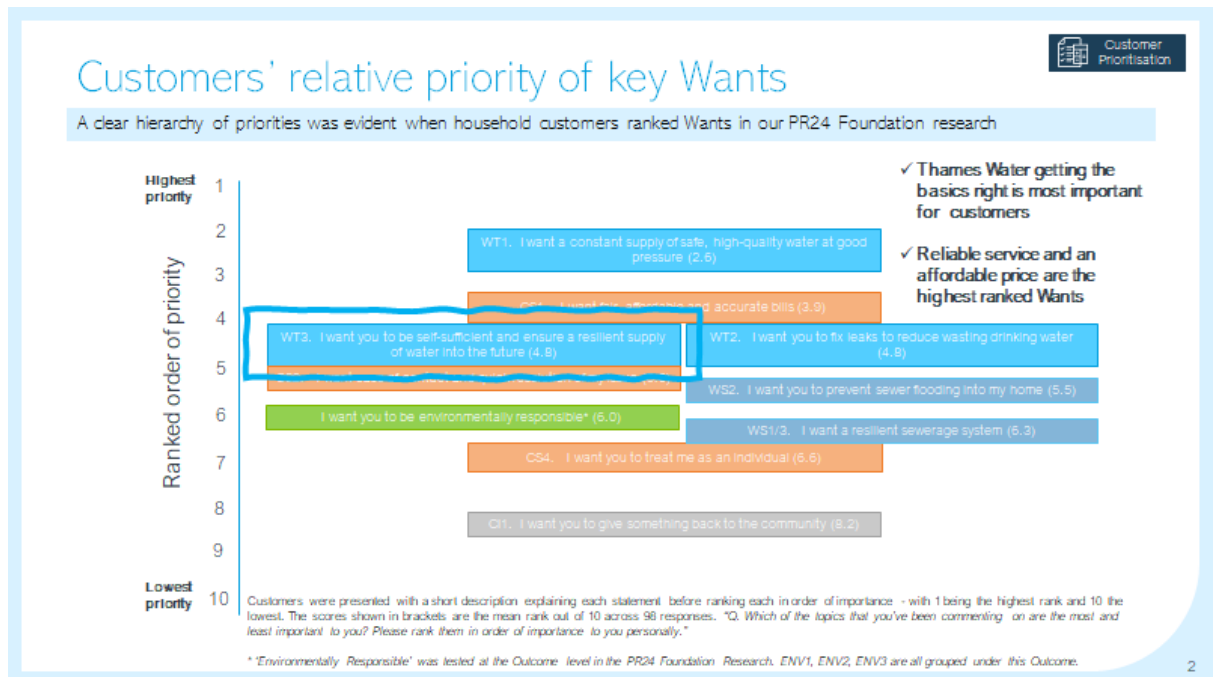 Customer
Prioritisation
Customers' relative priority of key Wants
A clear hierarchy of priorities was evident when household customers ranked Wants in our PR24 Foundation research
Highest
priority
1
2
3
4
5
6
7
8
9
10
Lowest
priority
Ranked order of priority
✓ Thames Water getting the
basics right is most important
for customers
✓ Reliable service and an
affordable price are the
highest ranked Wants
WT1. I want a constant supply of safe, high-quality water at good
pressure (2.6)
and accurate bills (3.9)
WT3. I want you to be self-sufficient and ensure a resilient supply
of water into the future (4.8)
WT2. I want you to fix leaks to reduce wasting drinking water
(4.8)
WS2. I want you to prevent sewer flooding into my home (5.5)
I want you to be environmentally responsible* (6.0)
WS1/3. I want a resilient sewerage system (6.3)
CS4. I want you to treat me as an individual (6.6)
CI1. I want you to give something back to the community (8.2)
Customers were presented with a short description explaining each statement before ranking each in order of importance - with 1 being the highest rank and 10 the
lowest. The scores shown in brackets are the mean rank out of 10 across 98 responses. "Q. Which of the topics that you've been commenting on are the most and
least important to you? Please rank them in order of importance to you personally."
* 'Environmentally Responsible' was tested at the Outcome level in the PR24 Foundation Research. ENV1, ENV2, ENV3 are all grouped under this Outcome.
2